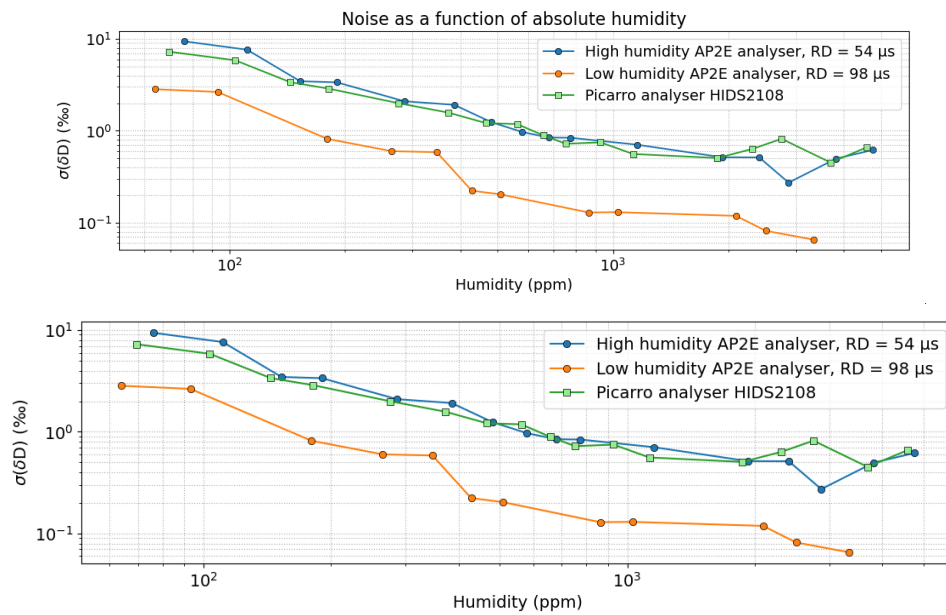 Noise as a function of absolute humidity
10¹
10⁰
10⁻¹
σ(δD) (‰)
High humidity AP2E analyser, RD = 54 μs
Low humidity AP2E analyser, RD = 98 μs
Picarro analyser HIDS2108
10² 10³
Humidity (ppm)
10¹
10⁰
10⁻¹
σ(δD) (‰)
High humidity AP2E analyser, RD = 54 μs
Low humidity AP2E analyser, RD = 98 μs
Picarro analyser HIDS2108
10² 10³
Humidity (ppm)